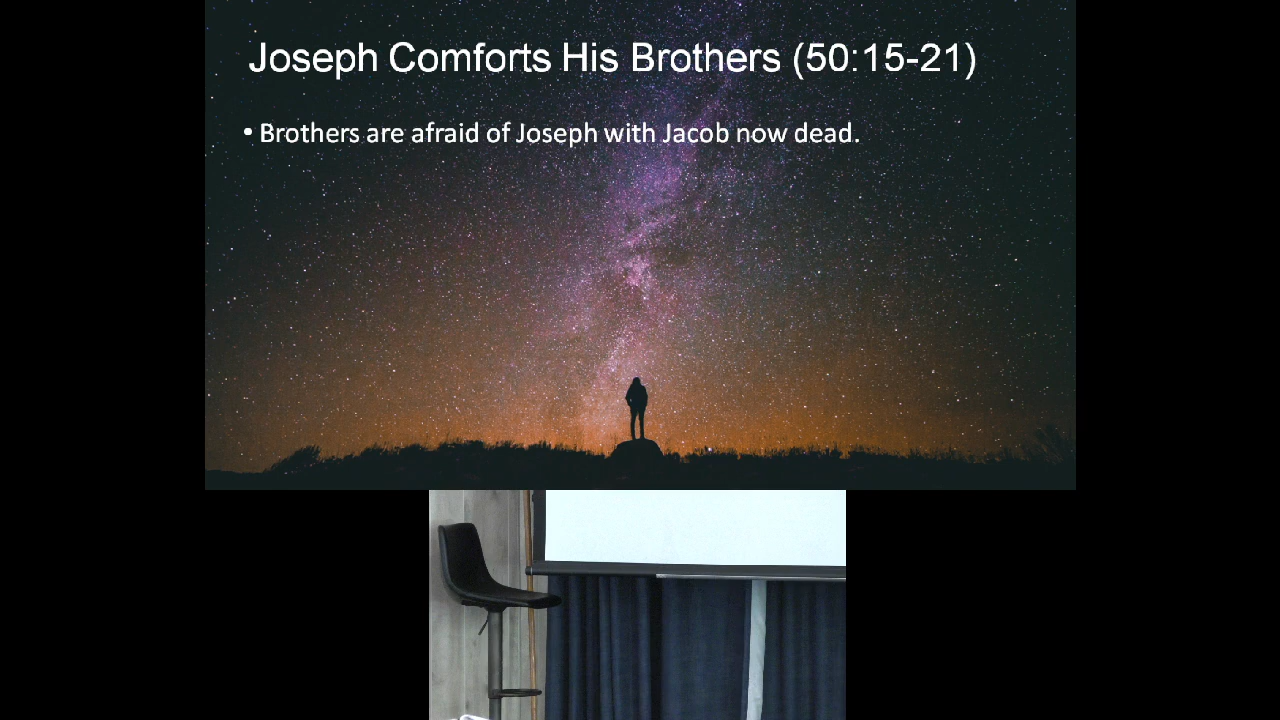 Joseph Comforts His Brothers (50:15-21)
• Brothers are afraid of Joseph with Jacob now dead.